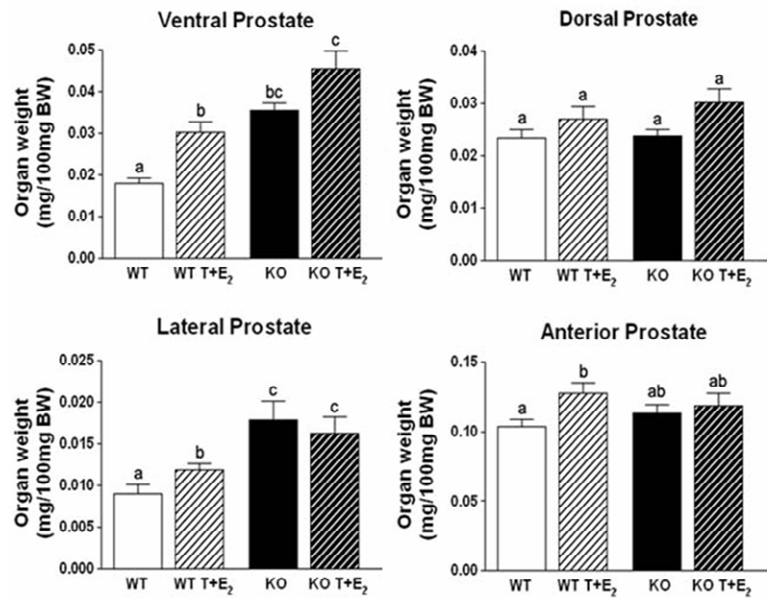 Ventral Prostate
Organ weight
(mg/100mg BW)
0.05
0.04
0.03
0.02
0.01
0.00
a
b
bc
c
WT
WT T+E₂
KO
KO T+E₂
Dorsal Prostate
Organ weight
(mg/100mg BW)
0.04
0.03
0.02
0.01
0.00
a
a
a
a
WT
WT T+E₂
KO
KO T+E₂
Lateral Prostate
Organ weight
(mg/100mg BW)
0.025
0.020
0.015
0.010
0.005
0.000
a
b
c
c
WT
WT T+E₂
KO
KO T+E₂
Anterior Prostate
Organ weight
(mg/100mg BW)
0.15
0.10
0.05
0.00
a
b
ab
ab
WT
WT T+E₂
KO
KO T+E₂